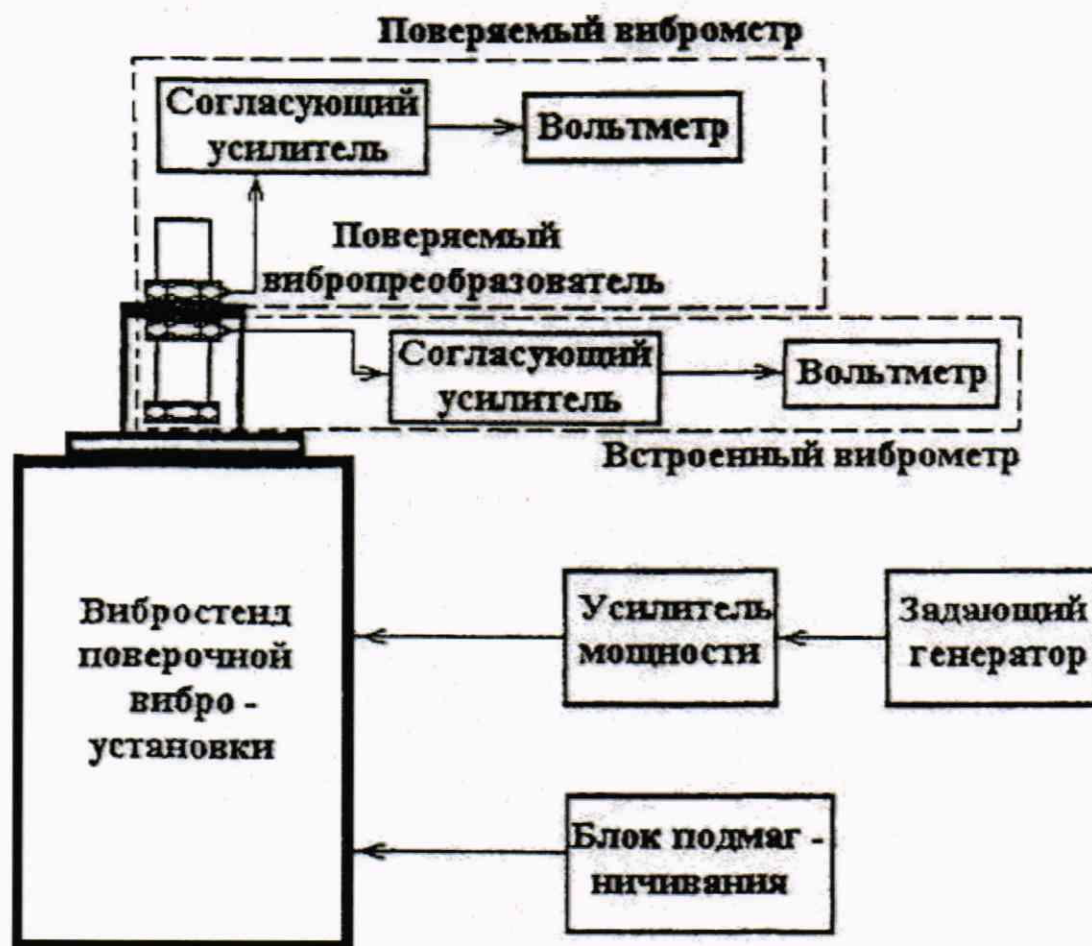 Поверяемый виброметр
Согласующий
усилитель
Вольтметр
Поверяемый
вибропреобразователь
Согласующий
усилитель
Вольтметр
Встроенный виброметр
Вибростенд
поверочной
вибро -
установки
Усилитель
мощности
Задающий
генератор
Блок подмаг -
ничивания